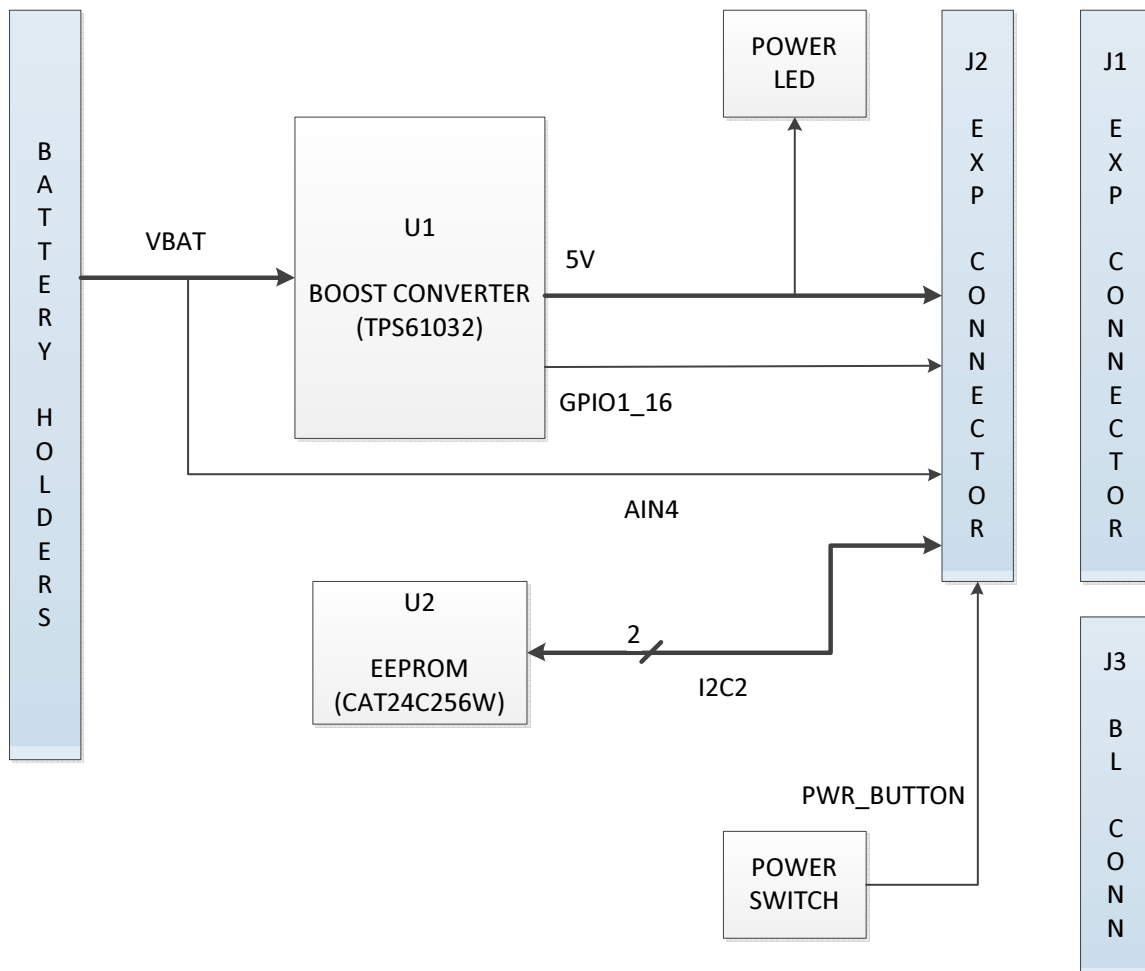 BATTERY HOLDERS
VBAT
U1
BOOST CONVERTER
(TPS61032)
5V
GPIO1_16
AIN4
POWER
LED
J2 EXP CONNECTOR
J1 EXP CONNECTOR
U2
EEPROM
(CAT24C256W)
2
I2C2
PWR_BUTTON
POWER
SWITCH
J3 BL CONN